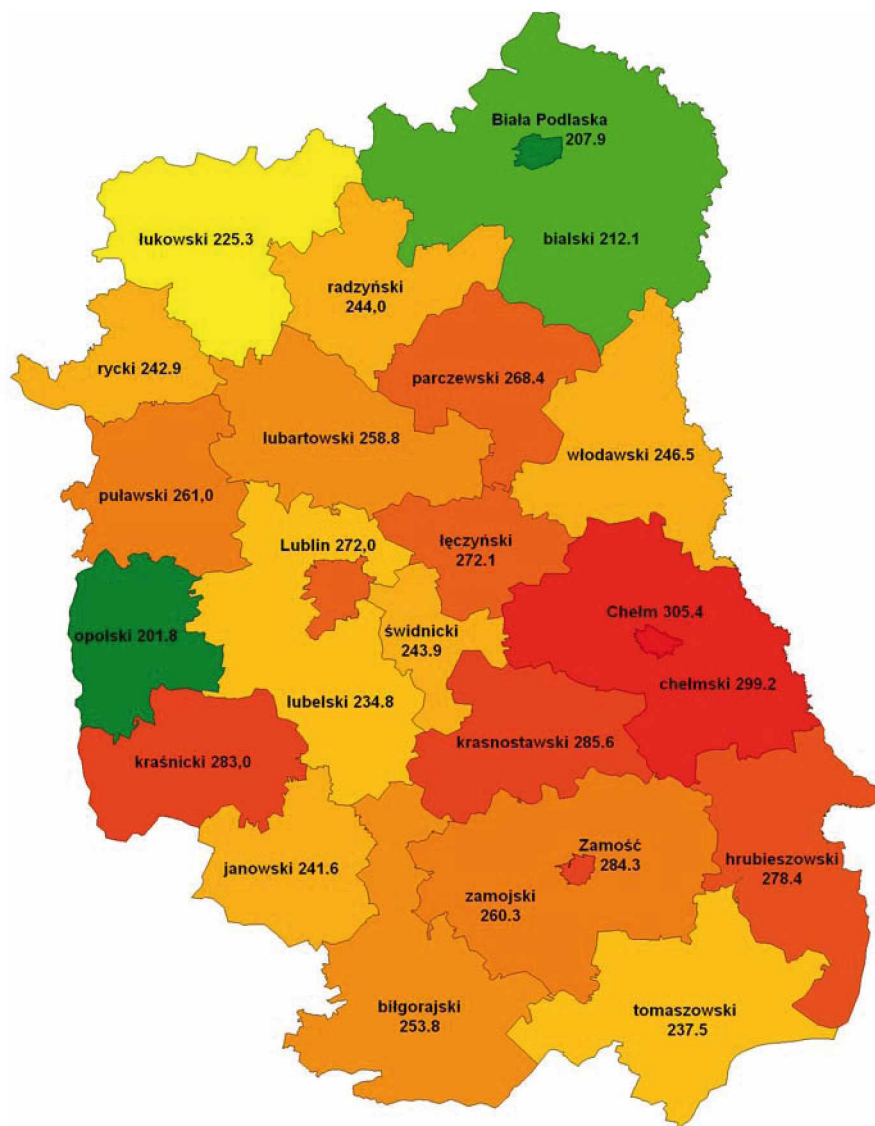 Biała Podlaska
207.9
łukowski 225.3
bialski 212.1
radzyński
244,0
rycki 242.9
parczewski 268.4
lubartowski 258.8
włodawski 246.5
puławski 261,0
Lublin 272,0
łęczyński
272.1
Chełm 305.4
opolski 201.8
świdnicki
243.9
chełmski 299.2
lubelski 234.8
krasnostawski 285.6
kraśnicki 283,0
Zamość
284.3
hrubieszowski
278.4
janowski 241.6
zamojski
260.3
biłgorajski
253.8
tomaszowski
237.5